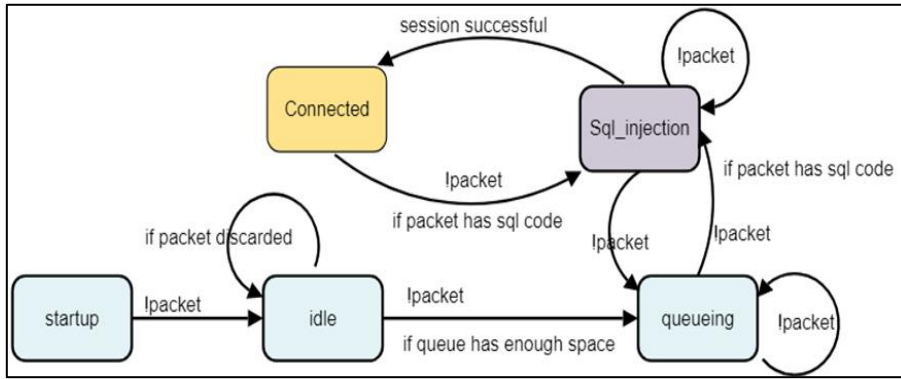 session successful
!packet
Connected
Sql_injection
!packet
if packet has sql code
if packet has sql code
!packet
!packet
if packet discarded
!packet
!packet
startup
idle
queueing
!packet
if queue has enough space